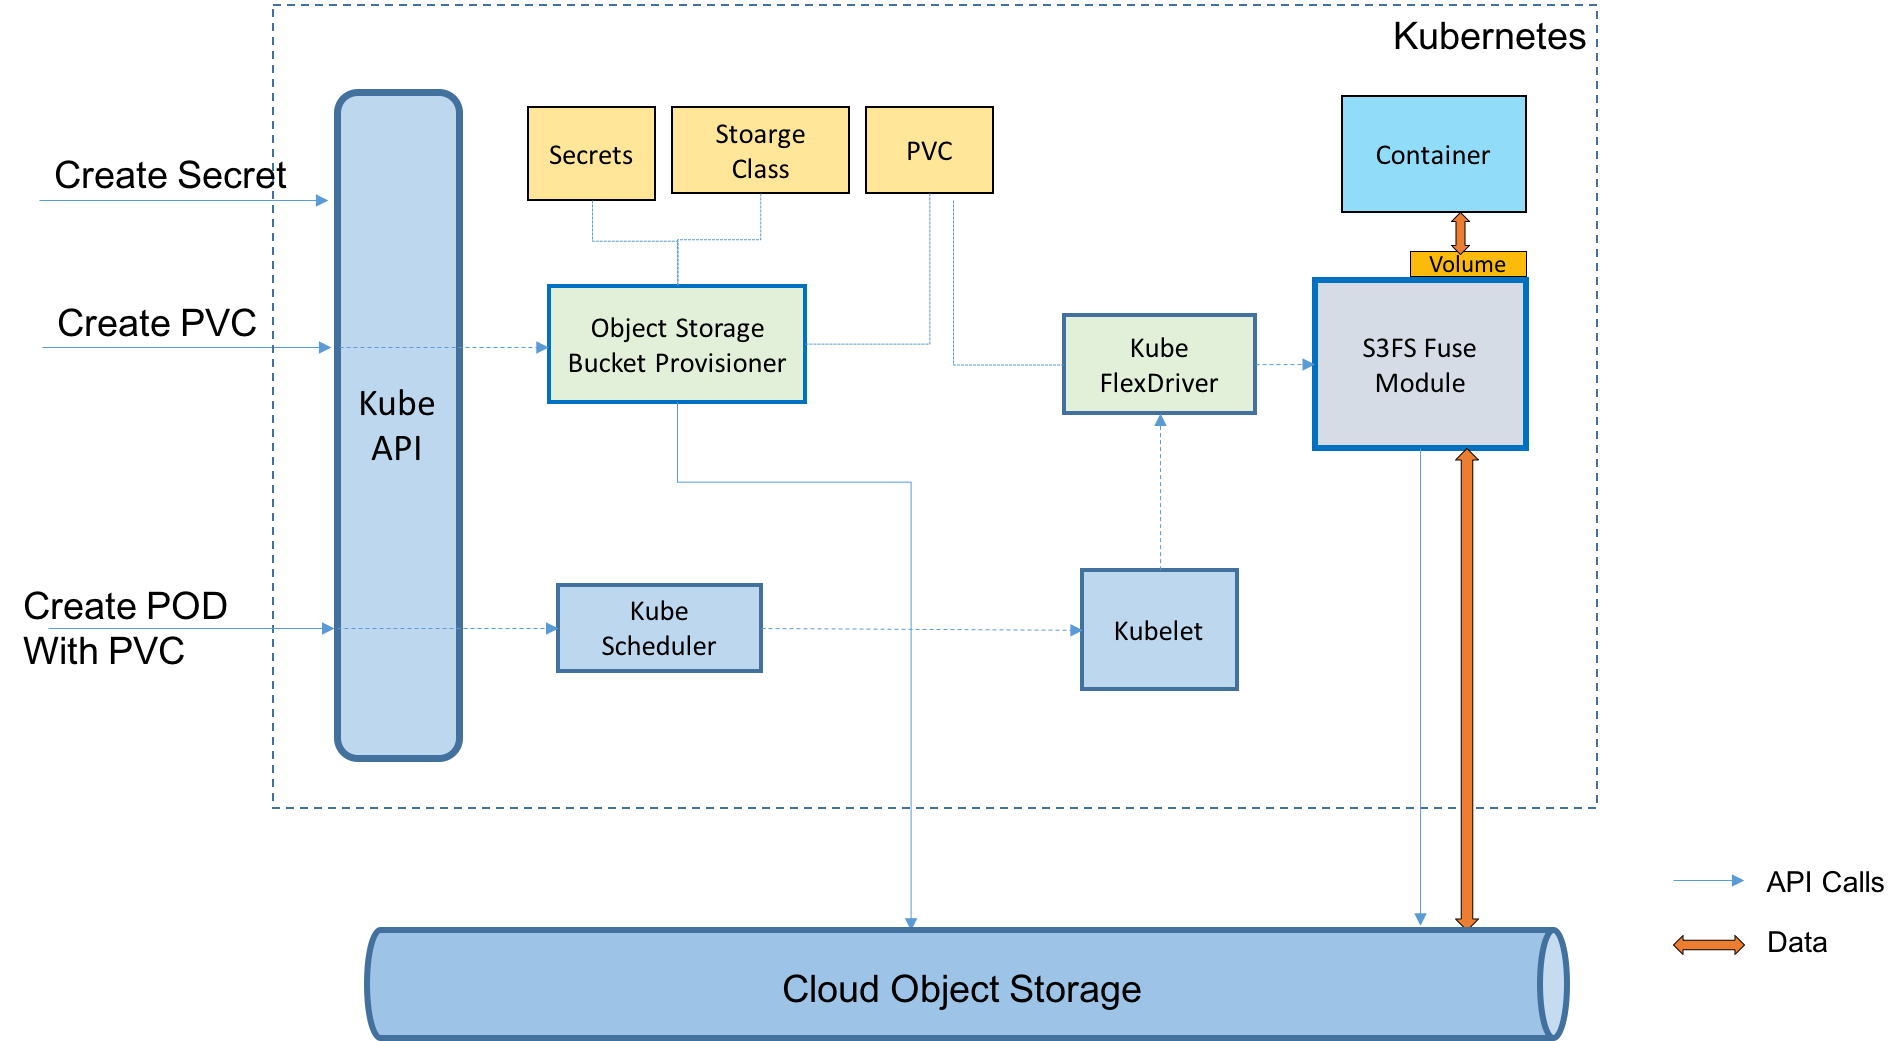 Kubernetes
Create Secret
Create PVC
Create POD
With PVC
Kube
API
Secrets
Stoarge
Class
PVC
Container
Volume
Object Storage
Bucket Provisioner
Kube
FlexDriver
S3FS Fuse
Module
Kube
Scheduler
Kubelet
API Calls
Data
Cloud Object Storage